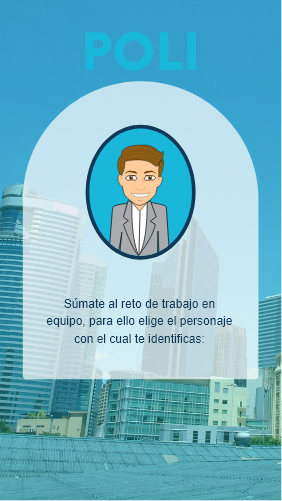 POLI
Súmate al reto de trabajo en
equipo, para ello elige el personaje
con el cual te identificas: